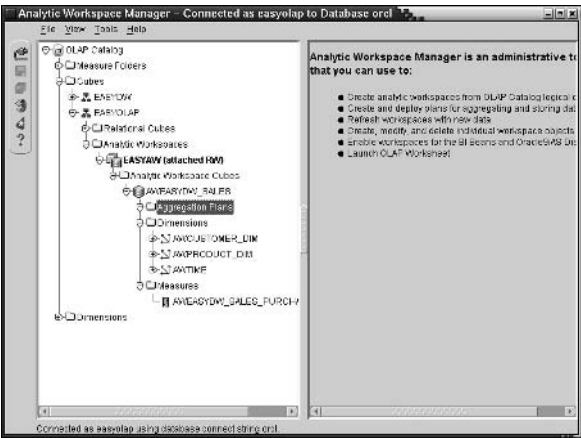 Analytic Workspace Manager – Connected as easyolap to Database orcl
File View Tools Help
OLAP Catalog
Measure Folders
Cubes
EASYDW
EASYOLAP
Relational Cubes
Analytic Workspaces
EASYAW (attached RW)
Analytic Workspace Cubes
AWEASYDW_SALES
Aggregation Plans
Dimensions
AWCUSTOMER_DIM
AWPRODUCT_DIM
AWTIME
Measures
AWEASYDW_SALES_PURCH
Dimensions
Analytic Workspace Manager is an administrative to
that you can use to:
Create analytic workspaces from OLAP Catalog logical c
Create and deploy plans for aggregating and storing dat
Refresh workspaces with new data
Create, modify, and delete individual workspace objects
Enable workspaces for the BI Beans and OracleBIAS Dis
Launch OLAP Worksheet
Connected as easyolap using database connect string orcl.